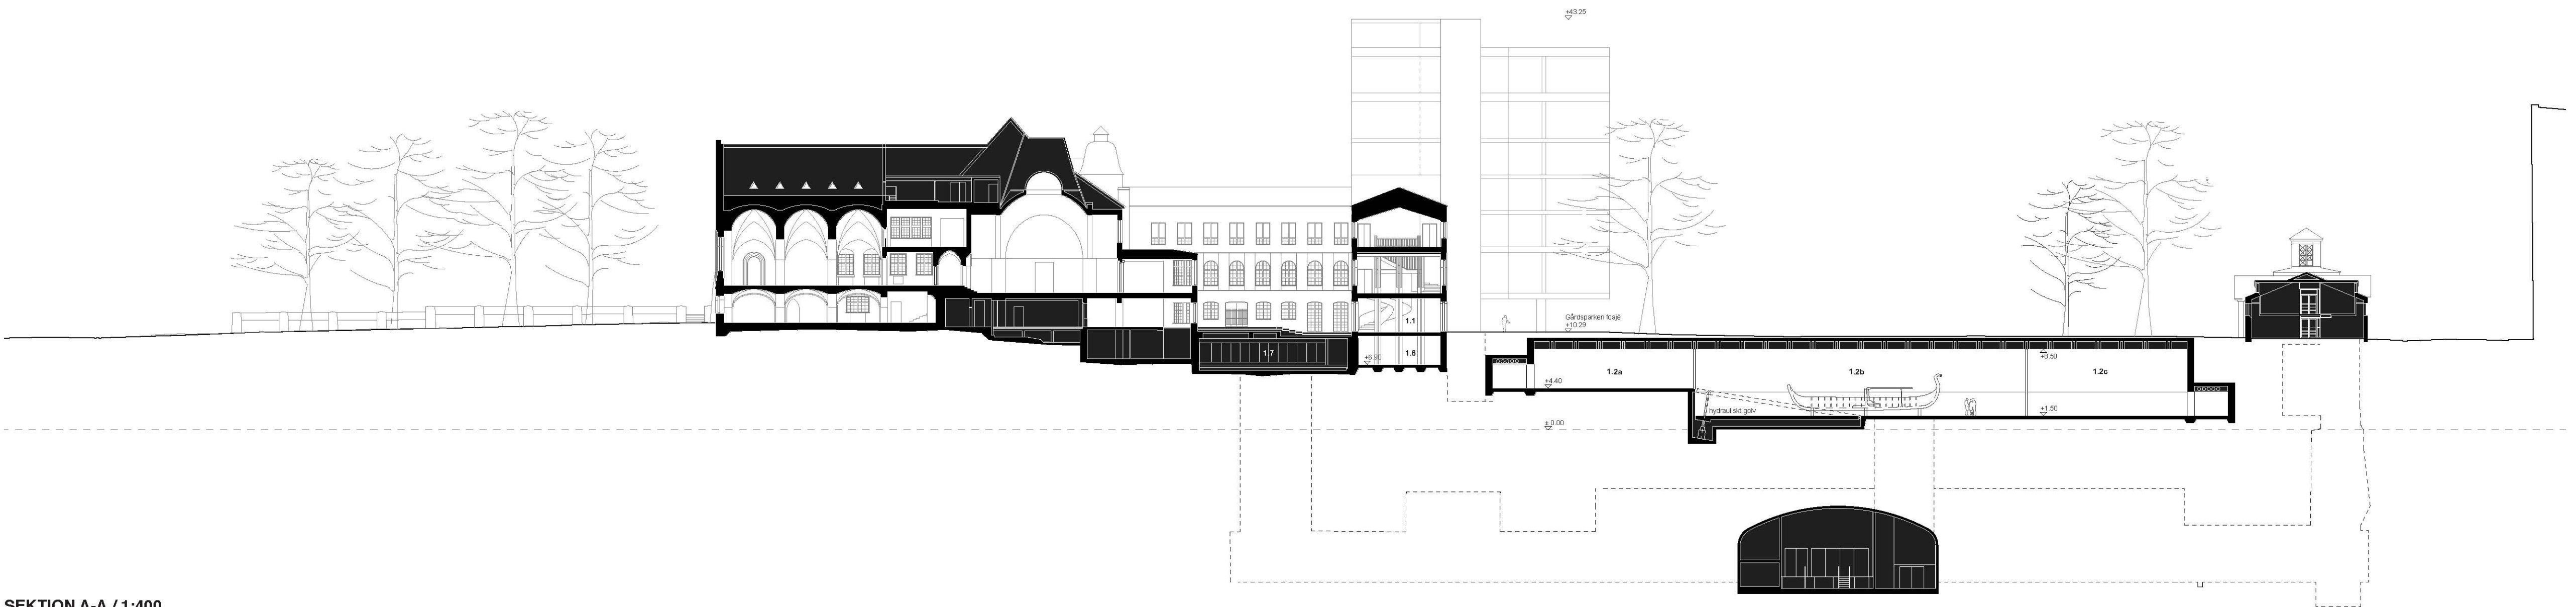 +43.25
Gårdsparken foajé
+10.29
1.1
1.7
+6.90
1.6
1.2a
1.2b
+8.50
1.2c
+4.40
hydrauliskt golv
+1.50
± 0.00
SEKTION A-A / 1:400